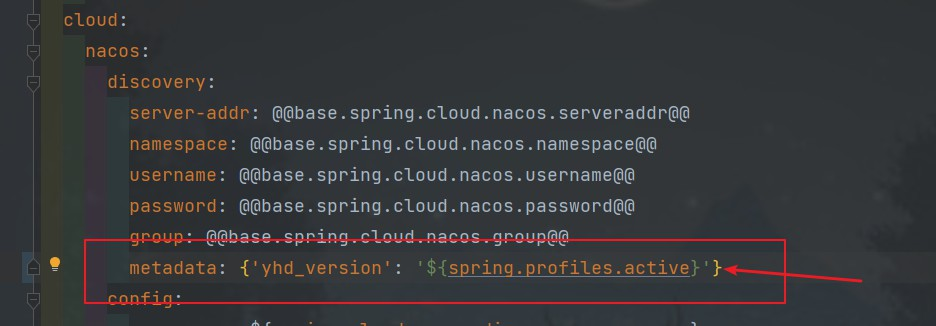 cloud:
nacos:
discovery:
server-addr: @@base.spring.cloud.nacos.serveraddr@@
namespace: @@base.spring.cloud.nacos.namespace@@
username: @@base.spring.cloud.nacos.username@@
password: @@base.spring.cloud.nacos.password@@
group: @@base.spring.cloud.nacos.group@@
metadata: {'yhd_version': '${spring.profiles.active}'}
config: